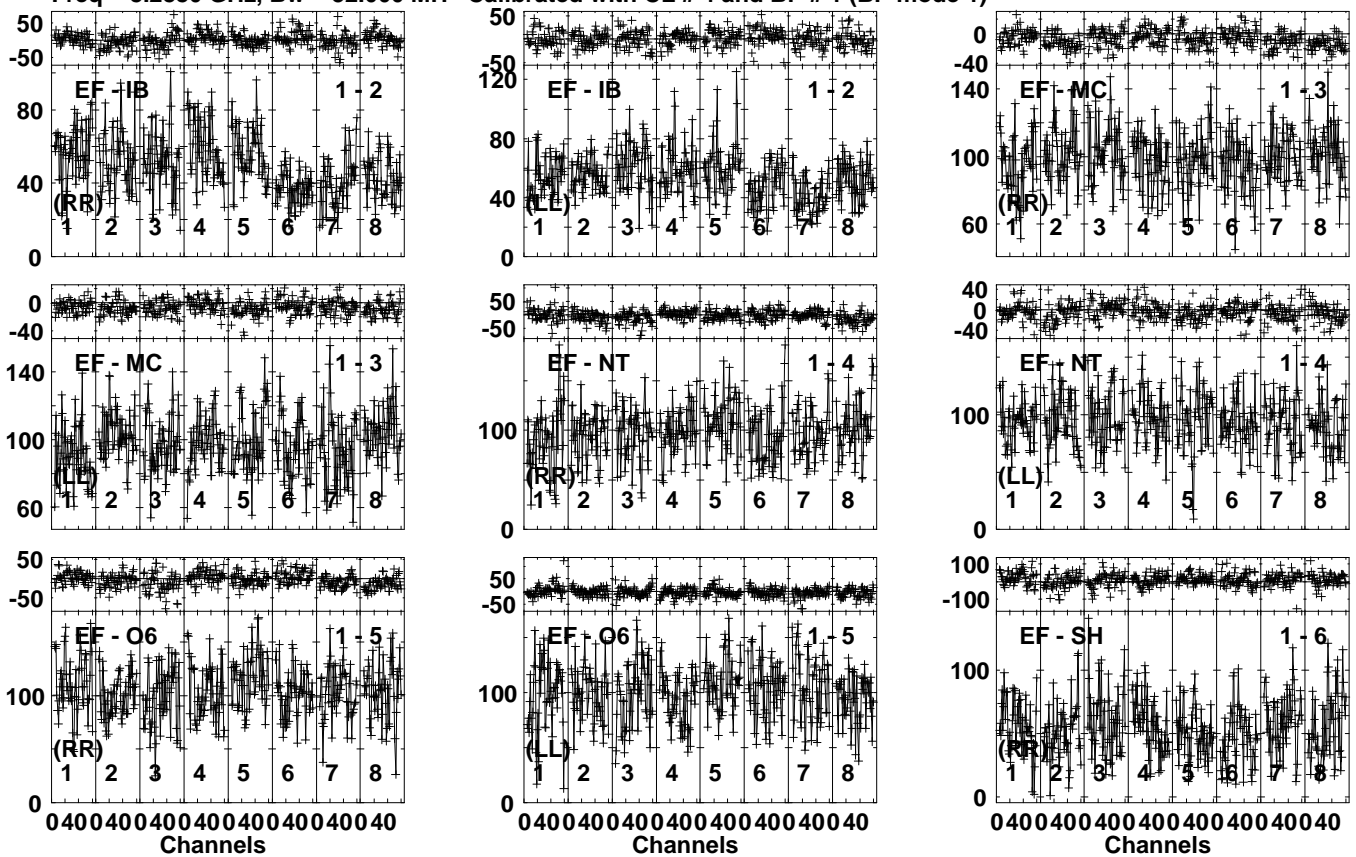 GHz, Calibrated with CL # and BP # (BP mode 1)
50 50 0
-50 -50 -40
EF - IB 1 - 2 120 EF - IB 1 - 2 140 EF - MC 1 - 3
80 80 100
40 40 60
(RR) (LL) (RR)
1 2 3 4 5 6 7 8 1 2 3 4 5 6 7 8 1 2 3 4 5 6 7 8
0 0
0 50 40
-40 -50 0
-40
140 EF - MC 1 - 3 EF - NT 1 - 4 EF - NT 1 - 4
100 100 100
60
(LL) (RR) (LL)
1 2 3 4 5 6 7 8 1 2 3 4 5 6 7 8 1 2 3 4 5 6 7 8
0 0
50 50 100
-50 -50 -100
EF - O6 1 - 5 EF - O6 1 - 5 EF - SH 1 - 6
100 100 100
(RR) (LL) (RR)
1 2 3 4 5 6 7 8 1 2 3 4 5 6 7 8 1 2 3 4 5 6 7 8
0 0 0
0 40 0 40 0 40 0 40 0 40 0 40 0 40 0 40 0 40 0 40 0 40 0 40 0 40 0 40 0 40 0 40 0 40 0 40 0 40 0 40 0 40 0 40 0 40 0 40
Channels Channels Channels